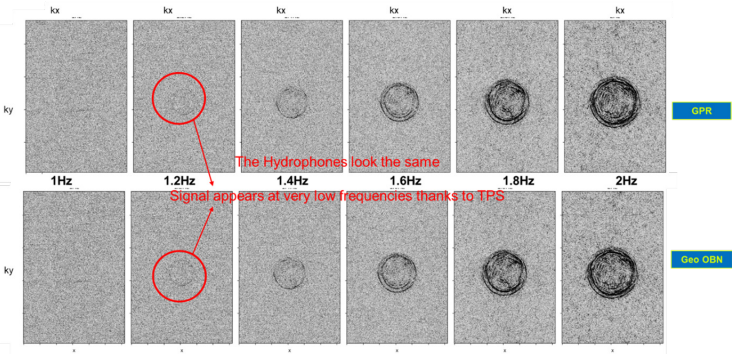 kx kx kx kx kx kx
ky
GPR
The Hydrophones look the same
1Hz 1.2Hz 1.4Hz 1.6Hz 1.8Hz 2Hz
Signal appears at very low frequencies thanks to TPS
ky
Geo OBN